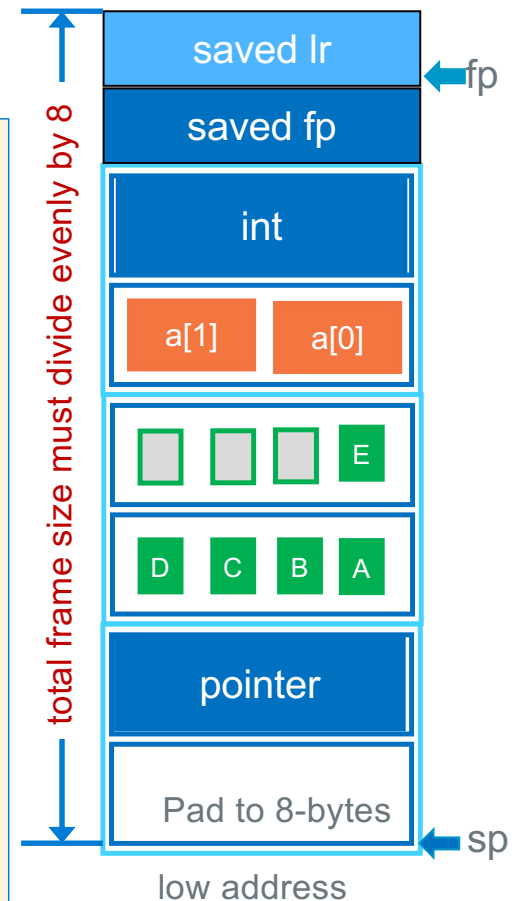 total frame size must divide evenly by 8
saved lr
fp
saved fp
int
a[1] a[0]
E
D C B A
pointer
Pad to 8-bytes
sp
low address